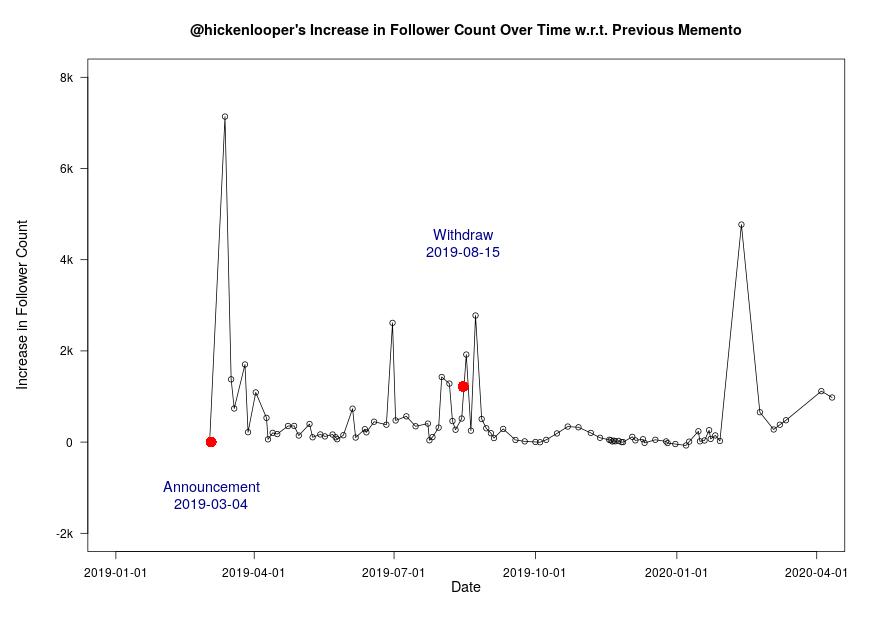 @hickenlooper's Increase in Follower Count Over Time w.r.t. Previous Memento
8k
6k
4k
2k
0
-2k
Increase in Follower Count
Withdraw
2019-08-15
Announcement
2019-03-04
2019-01-01
2019-04-01
2019-07-01
2019-10-01
2020-01-01
2020-04-01
Date